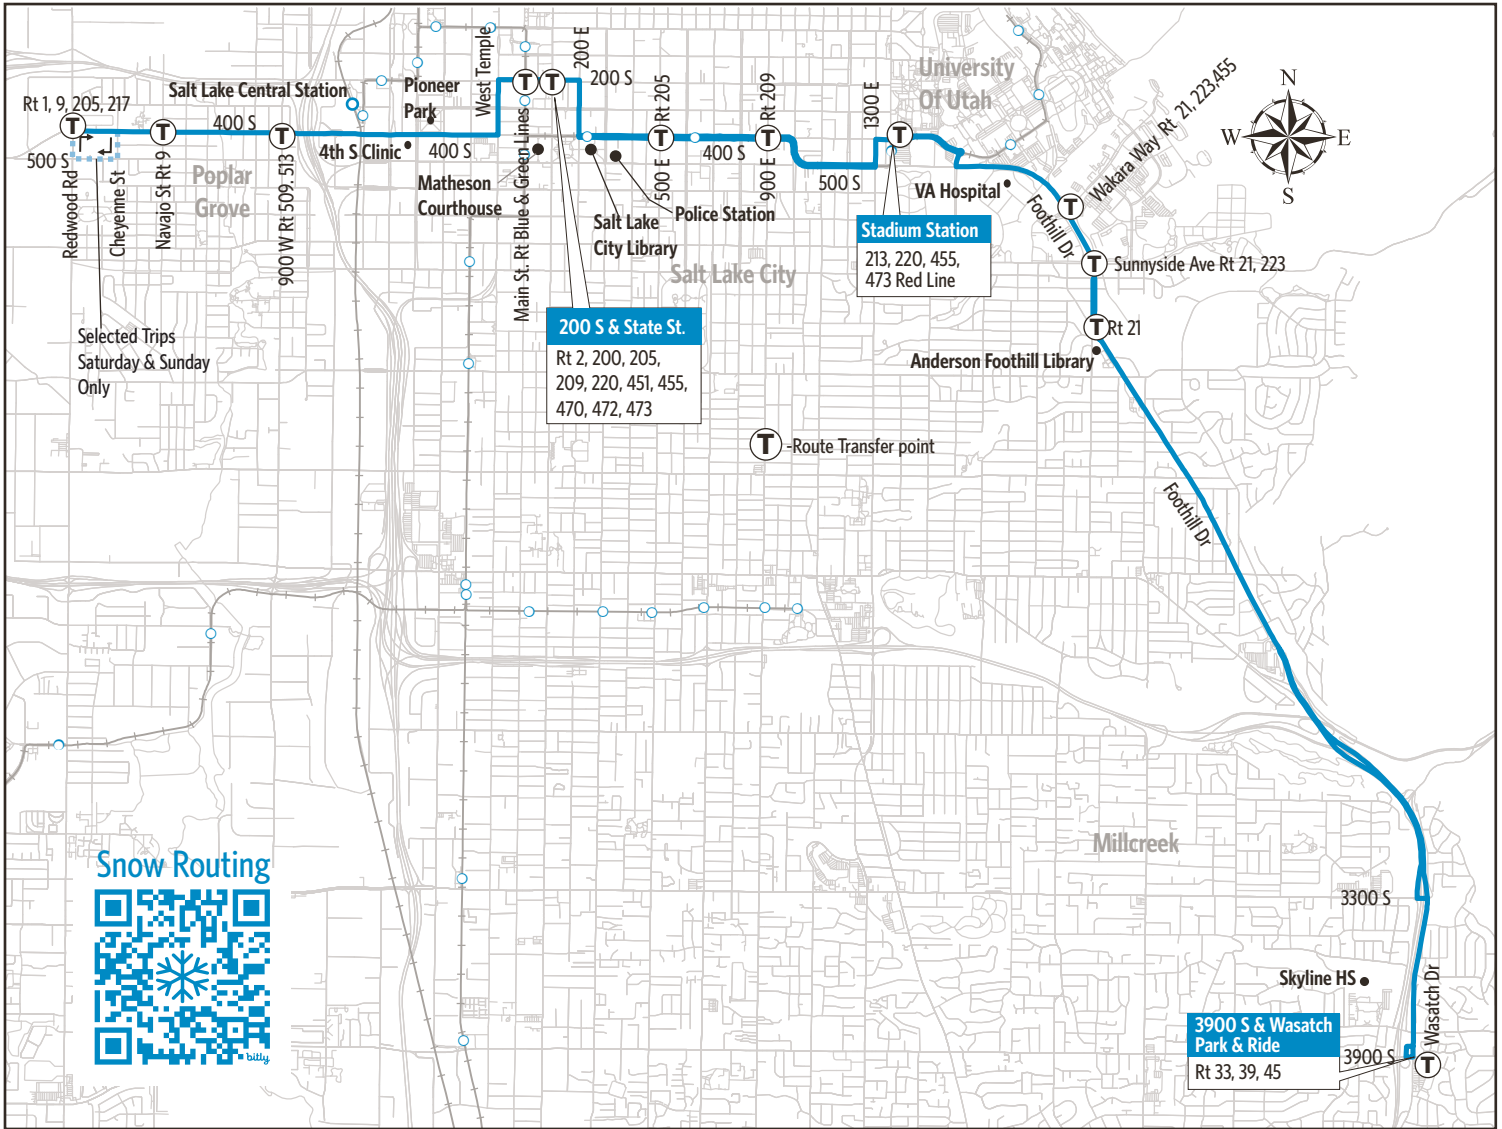 Rt 1, 9, 205, 217
500 S
Redwood Rd
Cheyenne St
Selected Trips
Saturday & Sunday
Only
Navajo St Rt 9
400 S
Poplar
Grove
900 W Rt 509, 513
Salt Lake Central Station
4th S Clinic
Pioneer
Park
400 S
West Temple
Matheson
Courthouse
Main St. Rt Blue & Green Lines
200 E
200 S
200 S & State St.
Rt 2, 200, 205,
209, 220, 451, 455,
470, 472, 473
Salt Lake
City Library
Police Station
500 E
Rt 205
400 S
900 E
Rt 209
Salt Lake City
500 S
1300 E
Stadium Station
213, 220, 455,
473 Red Line
University
Of Utah
VA Hospital
Foothill Dr
Wakara Way Rt 21, 223,455
N
W
E
S
Sunnyside Ave Rt 21, 223
Rt 21
Anderson Foothill Library
T -Route Transfer point
Foothill Dr
Millcreek
3300 S
Skyline HS
Wasatch Dr
3900 S & Wasatch
Park & Ride
Rt 33, 39, 45
3900 S
T
T
T
T
T
T
T
T
T
T
T
T
Snow Routing
bitly